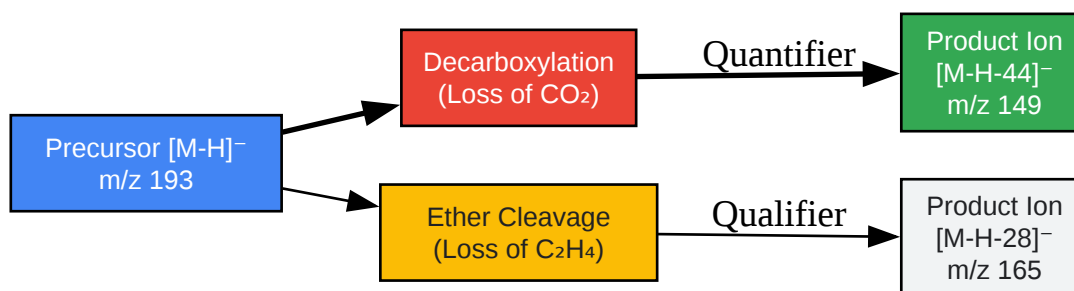 Precursor [M-H]⁻
m/z 193
Decarboxylation
(Loss of CO₂)
Quantifier
Product Ion
[M-H-44]⁻
m/z 149
Ether Cleavage
(Loss of C₂H₄)
Qualifier
Product Ion
[M-H-28]⁻
m/z 165